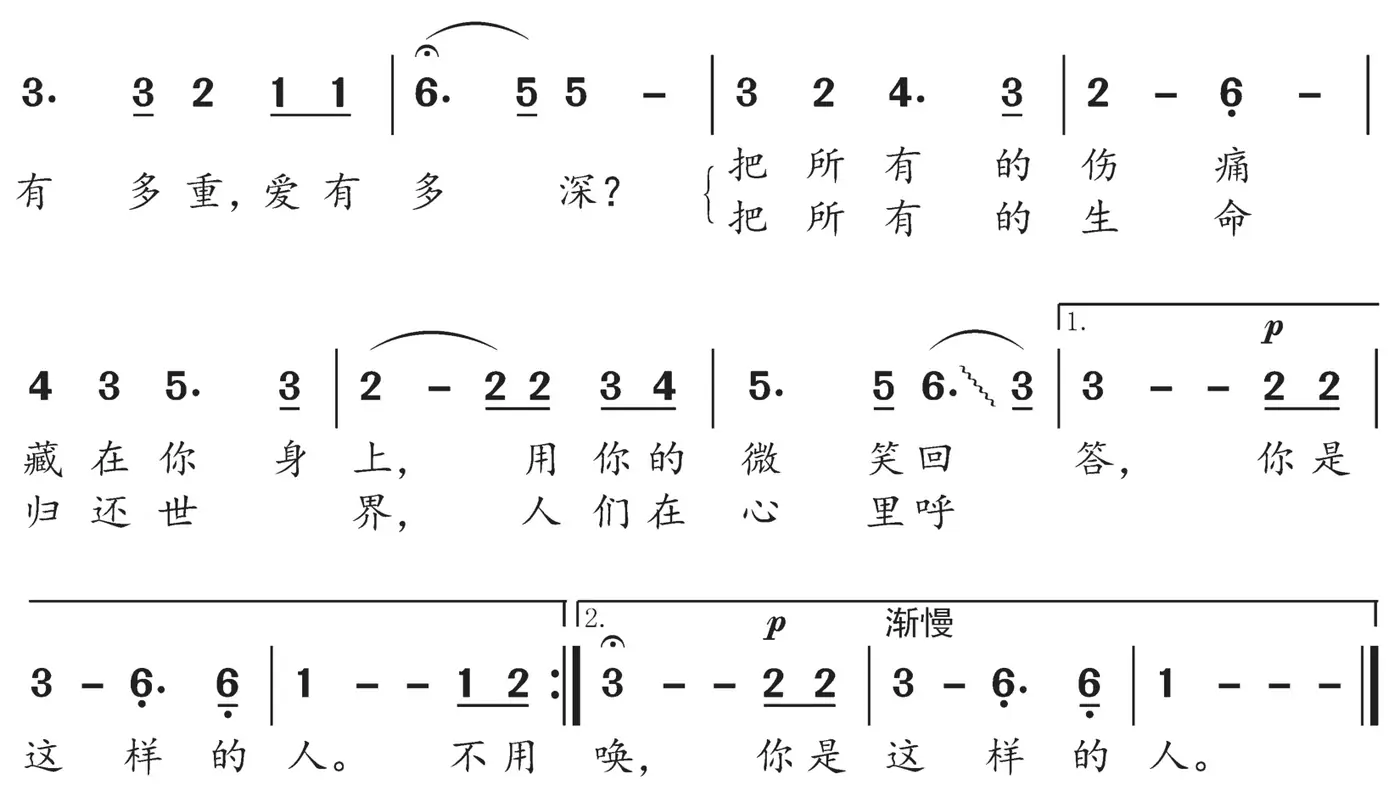 3. 3 2 1 1 | 6. 5 5 – | 3 2 4. 3 | 2 – 6 – |
有 多 重，爱 有 多 深？ 把 所 有 的 伤 痛
把 所 有 的 生 命
1. p
4 3 5. 3 | 2 – 2 2 3 4 | 5. 5 6. 3 | 3 – – 2 2 |
藏 在 你 身 上， 用 你 的 微 笑 回 答， 你 是
归 还 世 界， 人 们 在 心 里 呼
2. p 渐慢
3 – 6. 6 | 1 – – 1 2 :| 3 – – 2 2 | 3 – 6. 6 | 1 – – – |
这 样 的 人。 不 用 唤， 你 是 这 样 的 人。